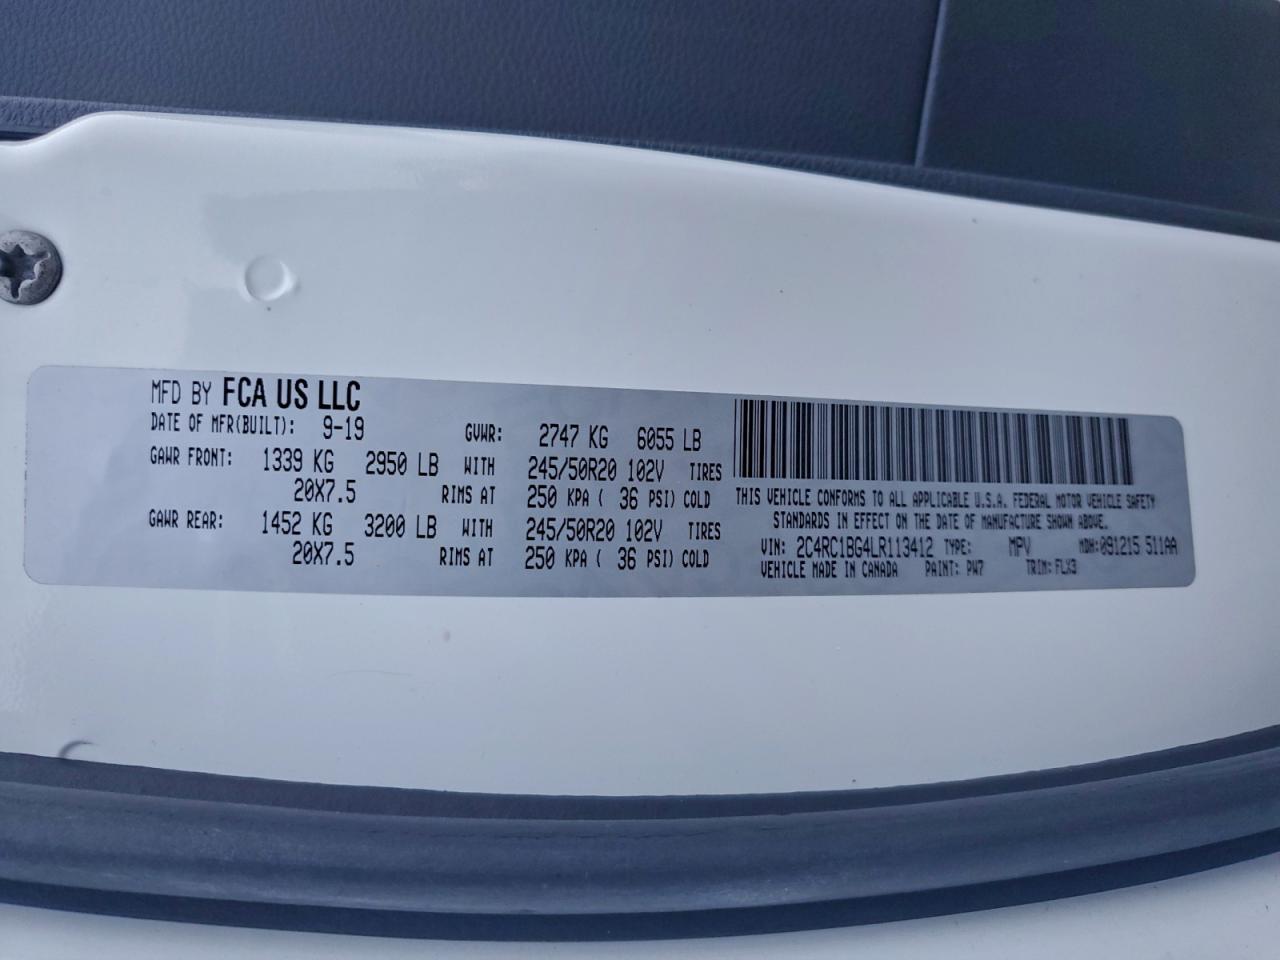 MFD BY FCA US LLC
DATE OF MFR(BUILT): 9-19 GVWR: 2747 KG 6055 LB
GAWR FRONT: 1339 KG 2950 LB WITH 245/50R20 102V TIRES
20X7.5 RIMS AT 250 KPA ( 36 PSI) COLD
GAWR REAR: 1452 KG 3200 LB WITH 245/50R20 102V TIRES
20X7.5 RIMS AT 250 KPA ( 36 PSI) COLD
THIS VEHICLE CONFORMS TO ALL APPLICABLE U.S.A. FEDERAL MOTOR VEHICLE SAFETY
STANDARDS IN EFFECT ON THE DATE OF MANUFACTURE SHOWN ABOVE.
VIN: 2C4RC1BG4LR113412 TYPE: MPV MDH:091215 511AA
VEHICLE MADE IN CANADA PAINT: PW7 TRIM: FLX3